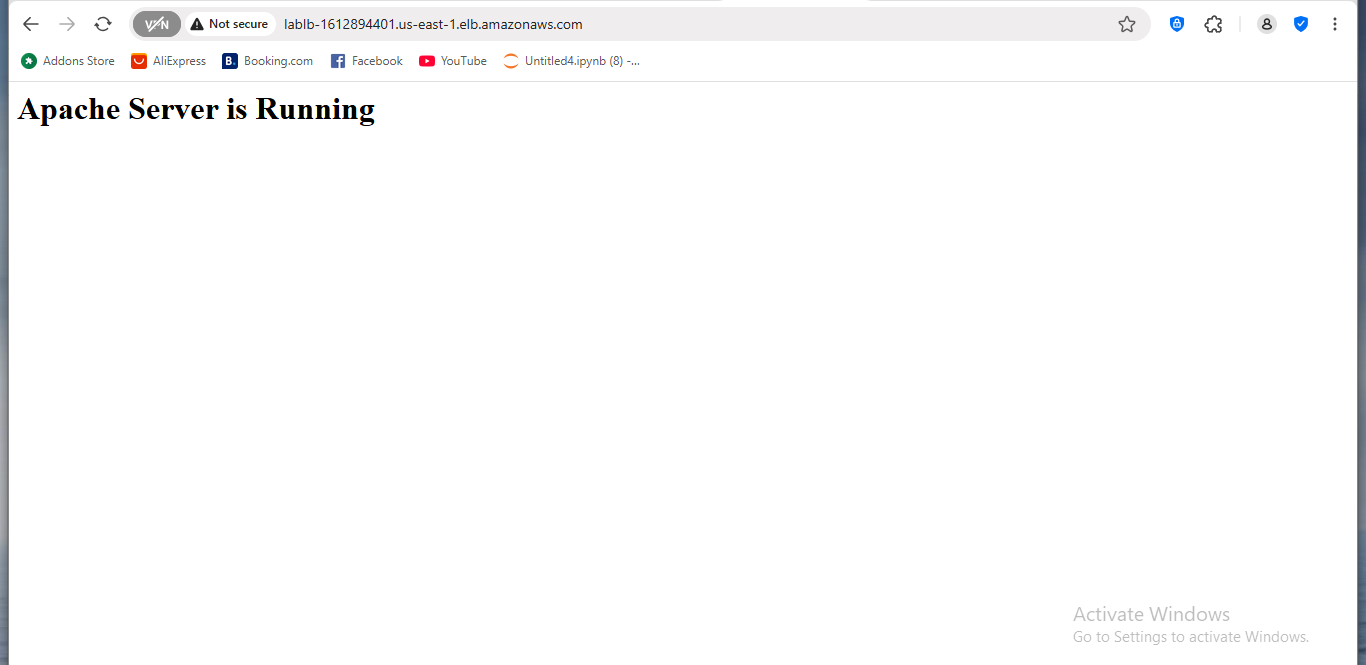 VPN Not secure lablb-1612894401.us-east-1.elb.amazonaws.com
Addons Store AliExpress B. Booking.com Facebook YouTube Untitled4.ipynb (8) -...
Apache Server is Running
Activate Windows
Go to Settings to activate Windows.